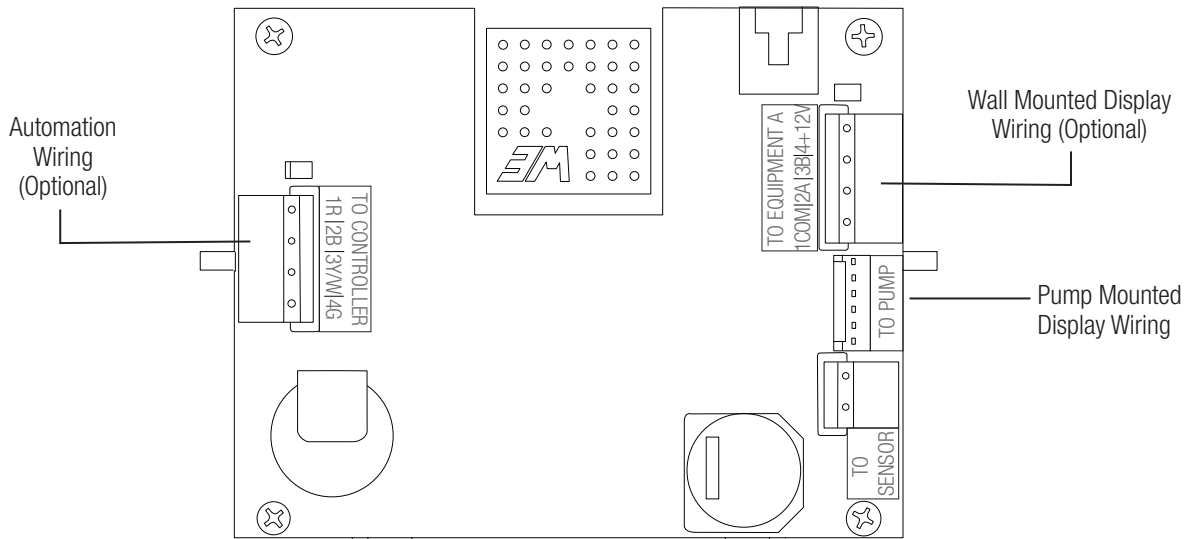 Automation
Wiring
(Optional)
TO CONTROLLER
1R|2B|3Y/W|4G
TO EQUIPMENT A
1COM|2A|3B|4+12V
Wall Mounted Display
Wiring (Optional)
TO PUMP
Pump Mounted
Display Wiring
TO
SENSOR